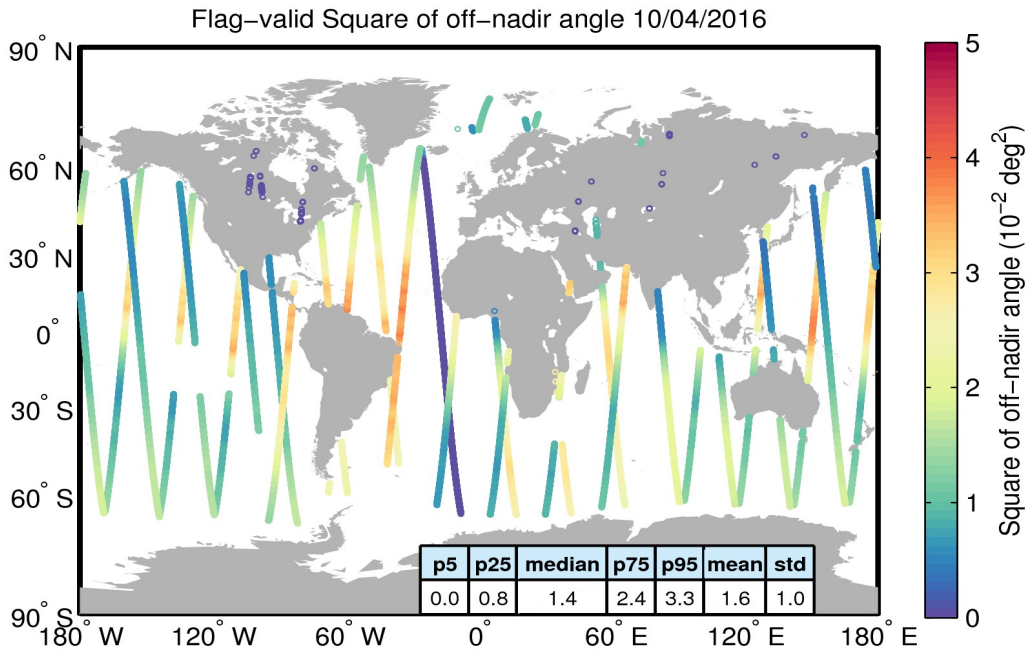 Flag−valid Square of off−nadir angle 10/04/2016
90° N
60° N
30° N
0°
30° S
60° S
90° S
180° W
120° W
60° W
0°
60° E
120° E
180° E
p5 p25 median p75 p95 mean std
0.0 0.8 1.4 2.4 3.3 1.6 1.0
5
4
3
2
1
0
Square of off−nadir angle (10⁻² deg²)